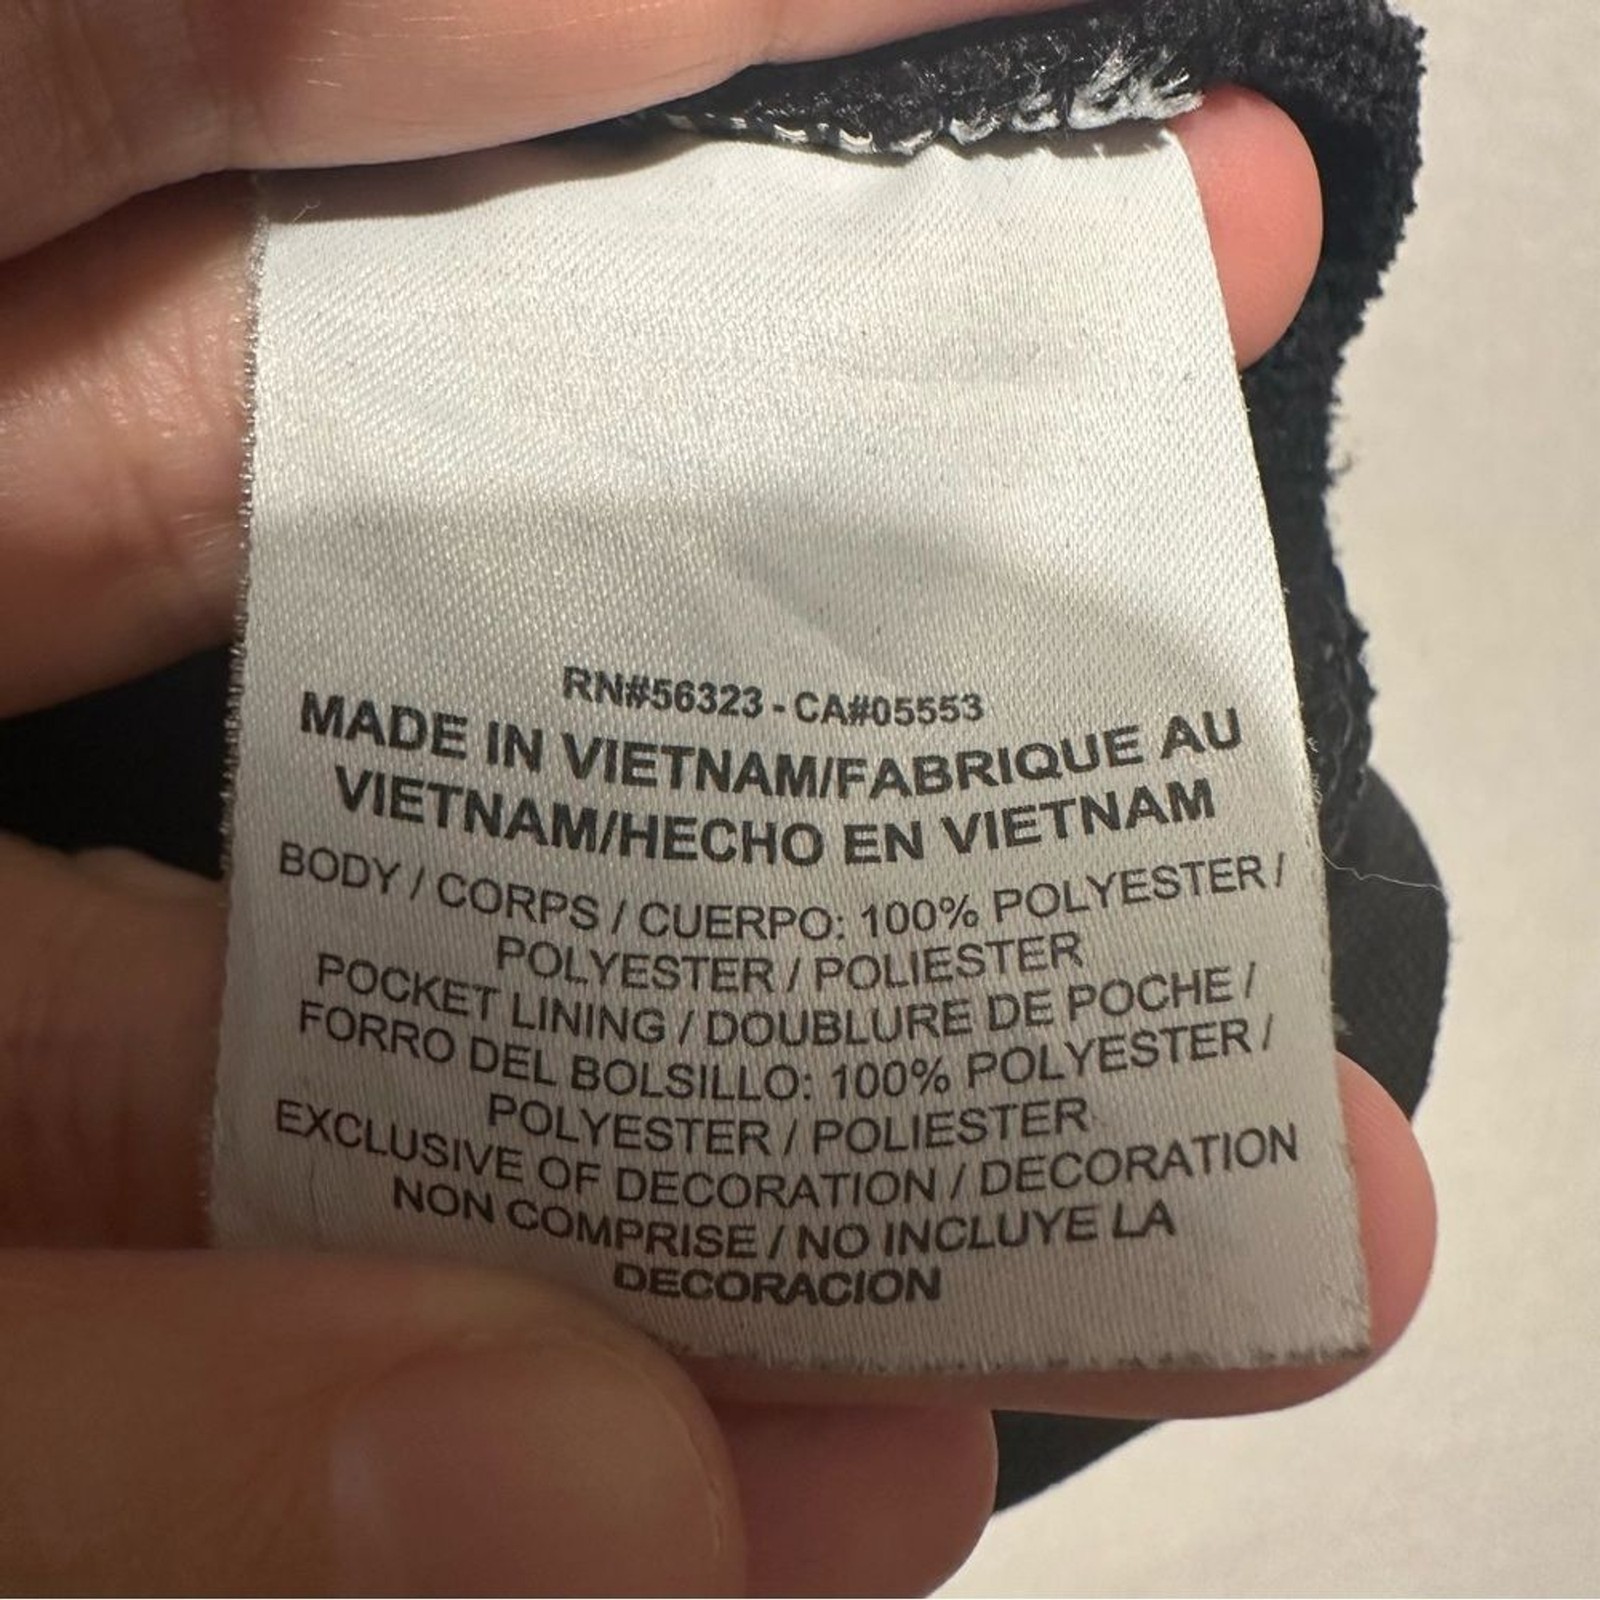 RN#56323 - CA#05553
MADE IN VIETNAM/FABRIQUE AU
VIETNAM/HECHO EN VIETNAM
BODY / CORPS / CUERPO: 100% POLYESTER /
POLYESTER / POLIESTER
POCKET LINING / DOUBLURE DE POCHE /
FORRO DEL BOLSILLO: 100% POLYESTER /
POLYESTER / POLIESTER
EXCLUSIVE OF DECORATION / DECORATION
NON COMPRISE / NO INCLUYE LA
DECORACION